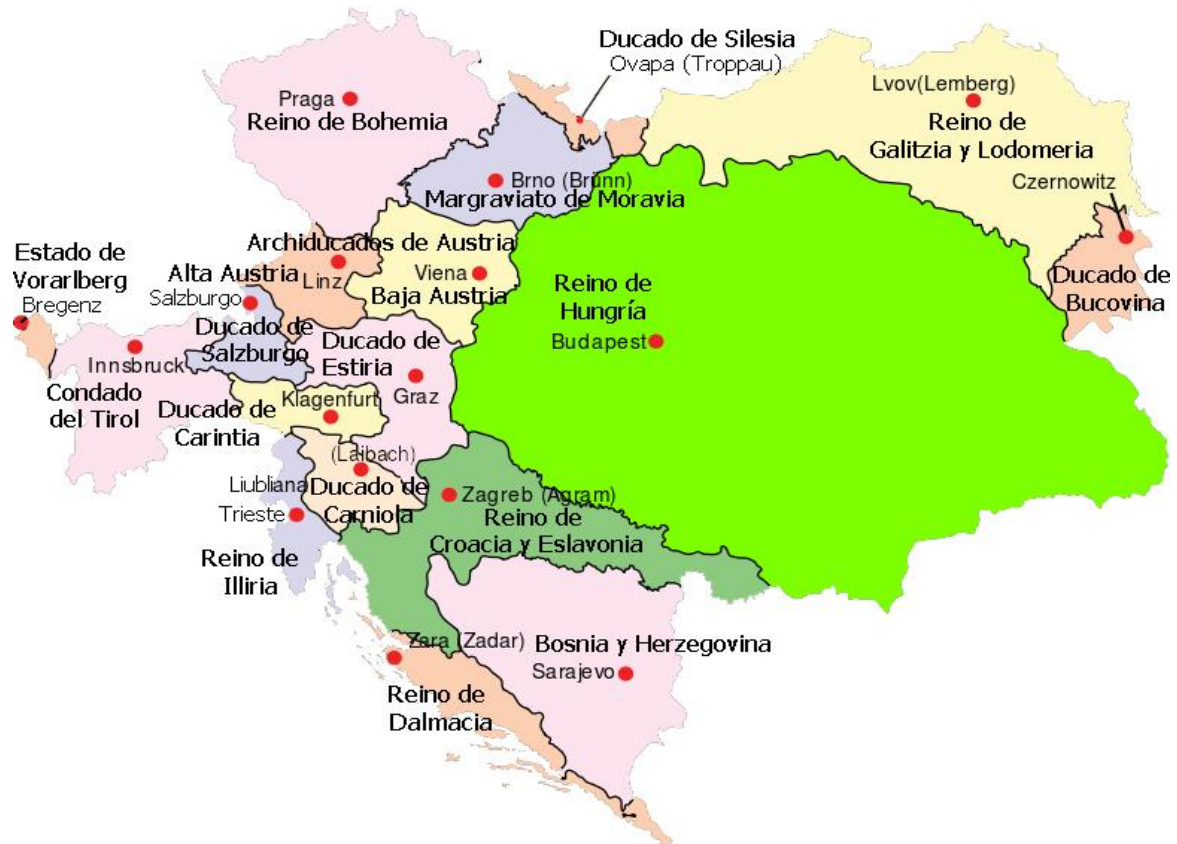 Ducado de Silesia
Ovapa (Troppau)
Praga
Reino de Bohemia
Lvov(Lemberg)
Reino de
Galitzia y Lodomeria
Czernowitz
Brno (Brünn)
Margraviato de Moravia
Estado de
Vorarlberg
Bregenz
Archiducados de Austria
Alta Austria
Linz
Viena
Baja Austria
Salzburgo
Ducado de
Salzburgo
Reino de
Hungría
Budapest
Ducado de
Bucovina
Innsbruck
Condado
del Tirol
Ducado de
Estiria
Graz
Ducado de
Carintia
Klagenfurt
(Laibach)
Liubliana
Ducado de
Carniola
Trieste
Reino de
Illiria
Zagreb (Agram)
Reino de
Croacia y Eslavonia
Zara (Zadar)
Reino de
Dalmacia
Bosnia y Herzegovina
Sarajevo